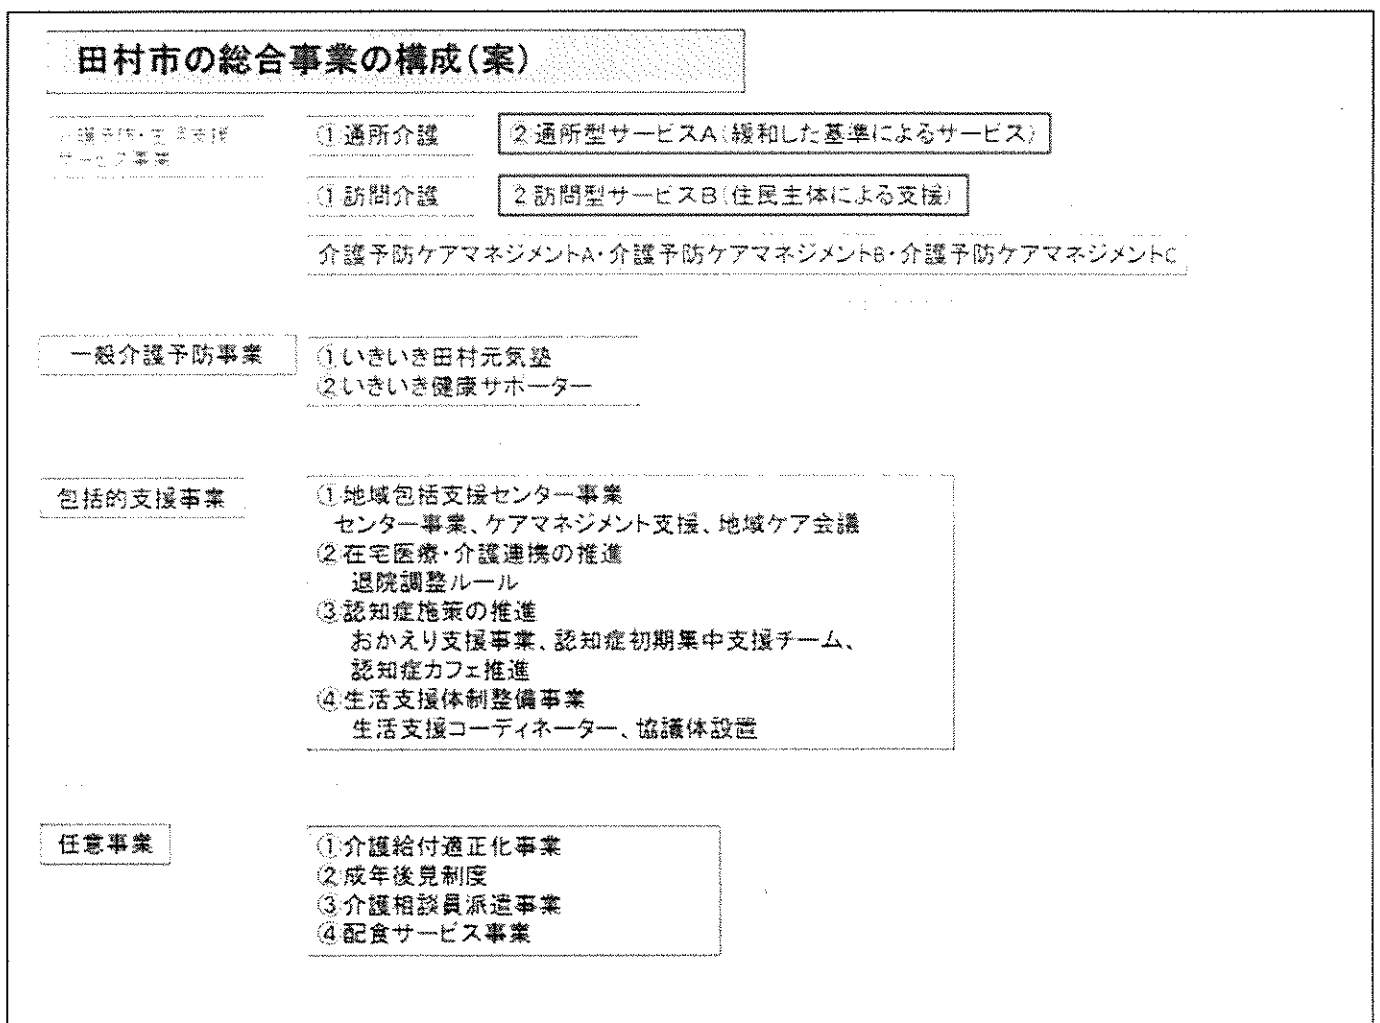 田村市の総合事業の構成(案)
介護予防・生活支援
サービス事業
①通所介護
②通所型サービスA(緩和した基準によるサービス)
①訪問介護
②訪問型サービスB(住民主体による支援)
介護予防ケアマネジメントA・介護予防ケアマネジメントB・介護予防ケアマネジメントC
一般介護予防事業
①いきいき田村元気塾
②いきいき健康サポーター
包括的支援事業
①地域包括支援センター事業
センター事業、ケアマネジメント支援、地域ケア会議
②在宅医療・介護連携の推進
退院調整ルール
③認知症施策の推進
おかえり支援事業、認知症初期集中支援チーム、
認知症カフェ推進
④生活支援体制整備事業
生活支援コーディネーター、協議体設置
任意事業
①介護給付適正化事業
②成年後見制度
③介護相談員派遣事業
④配食サービス事業